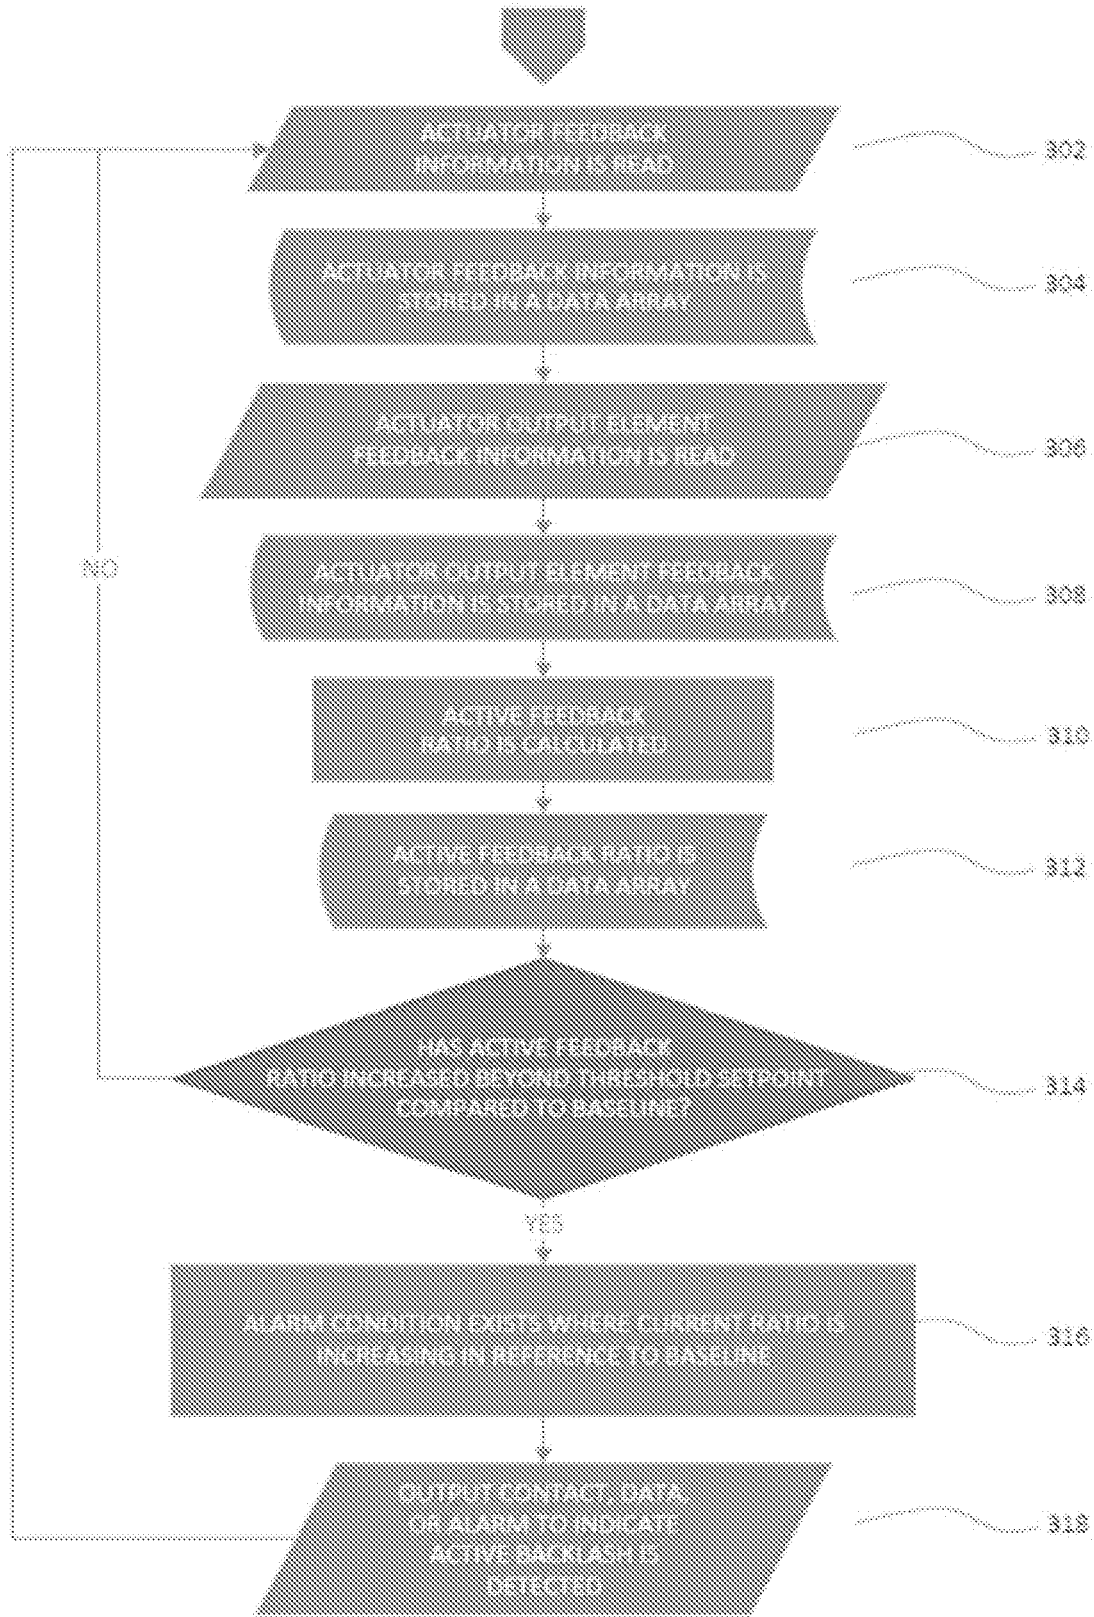 ACTUATOR FEEDBACK
INFORMATION IS READ
302
ACTUATOR FEEDBACK INFORMATION IS
STORED IN A DATA ARRAY
304
ACTUATOR OUTPUT ELEMENT
FEEDBACK INFORMATION IS READ
306
NO
ACTUATOR OUTPUT ELEMENT FEEDBACK
INFORMATION IS STORED IN A DATA ARRAY
308
ACTIVE FEEDBACK
RATIO IS CALCULATED
310
ACTIVE FEEDBACK RATIO IS
STORED IN A DATA ARRAY
312
HAS ACTIVE FEEDBACK
RATIO INCREASED BEYOND THRESHOLD SETPOINT
COMPARED TO BASELINE?
314
YES
ALARM CONDITION EXISTS WHERE CURRENT RATIO IS
INCREASING IN REFERENCE TO BASELINE
316
OUTPUT CONTACT, DATA
OR ALARM TO INDICATE
ACTIVE BACKLASH IS
DETECTED
318